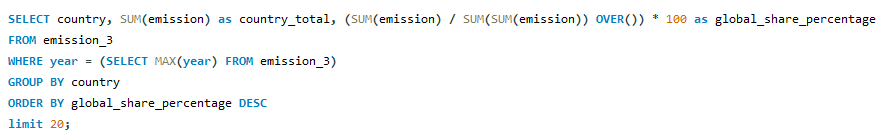 SELECT country, SUM(emission) as country_total, (SUM(emission) / SUM(SUM(emission)) OVER()) * 100 as global_share_percentage
FROM emission_3
WHERE year = (SELECT MAX(year) FROM emission_3)
GROUP BY country
ORDER BY global_share_percentage DESC
limit 20;